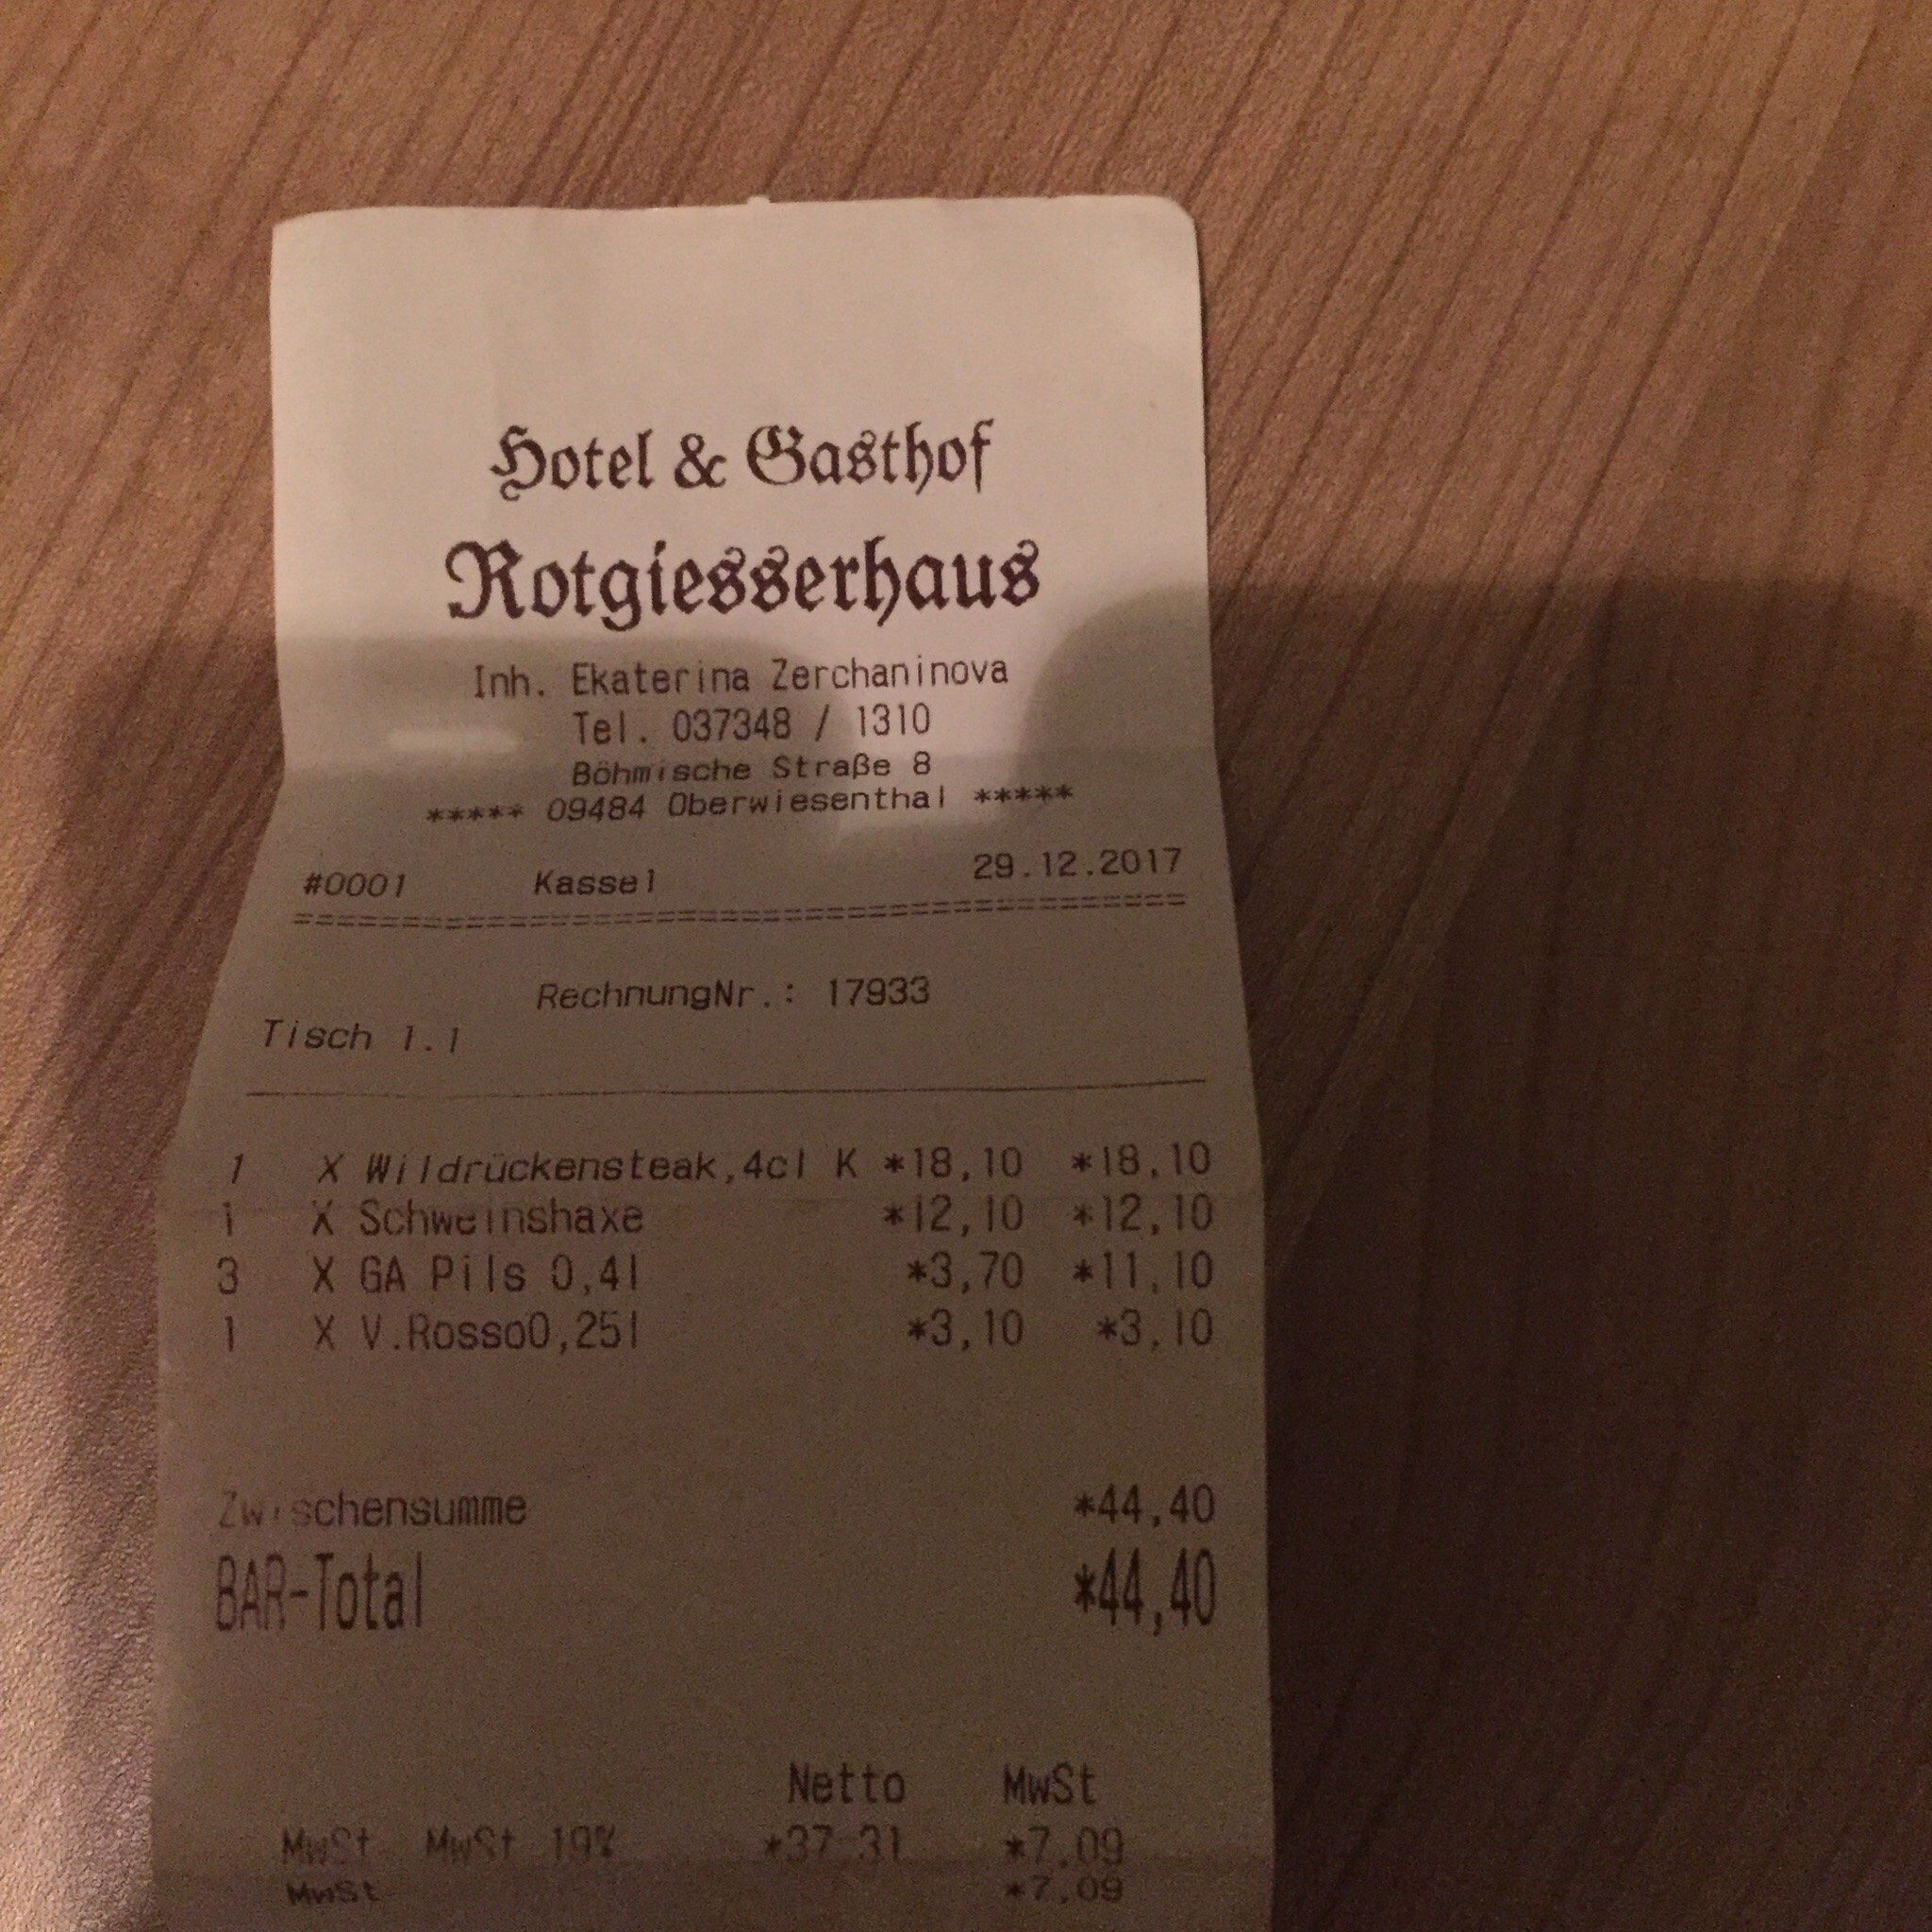 Hotel & Gasthof
Rotgiesserhaus
Inh. Ekaterina Zerchaninova
Tel. 037348 / 1310
Böhmische Straße 8
***** 09484 Oberwiesenthal *****
#0001 Kasse1 29.12.2017
=============================================
RechnungNr.: 17933
Tisch 1.1
1 X Wildrückensteak,4cl K *18,10 *18,10
1 X Schweinshaxe *12,10 *12,10
3 X GA Pils 0,4l *3,70 *11,10
1 X V.Rosso0,25l *3,10 *3,10
Zwischensumme *44,40
BAR-Total *44,40
Netto MwSt
MwSt MwSt 19% *37,31 *7,09
MwSt *7,09